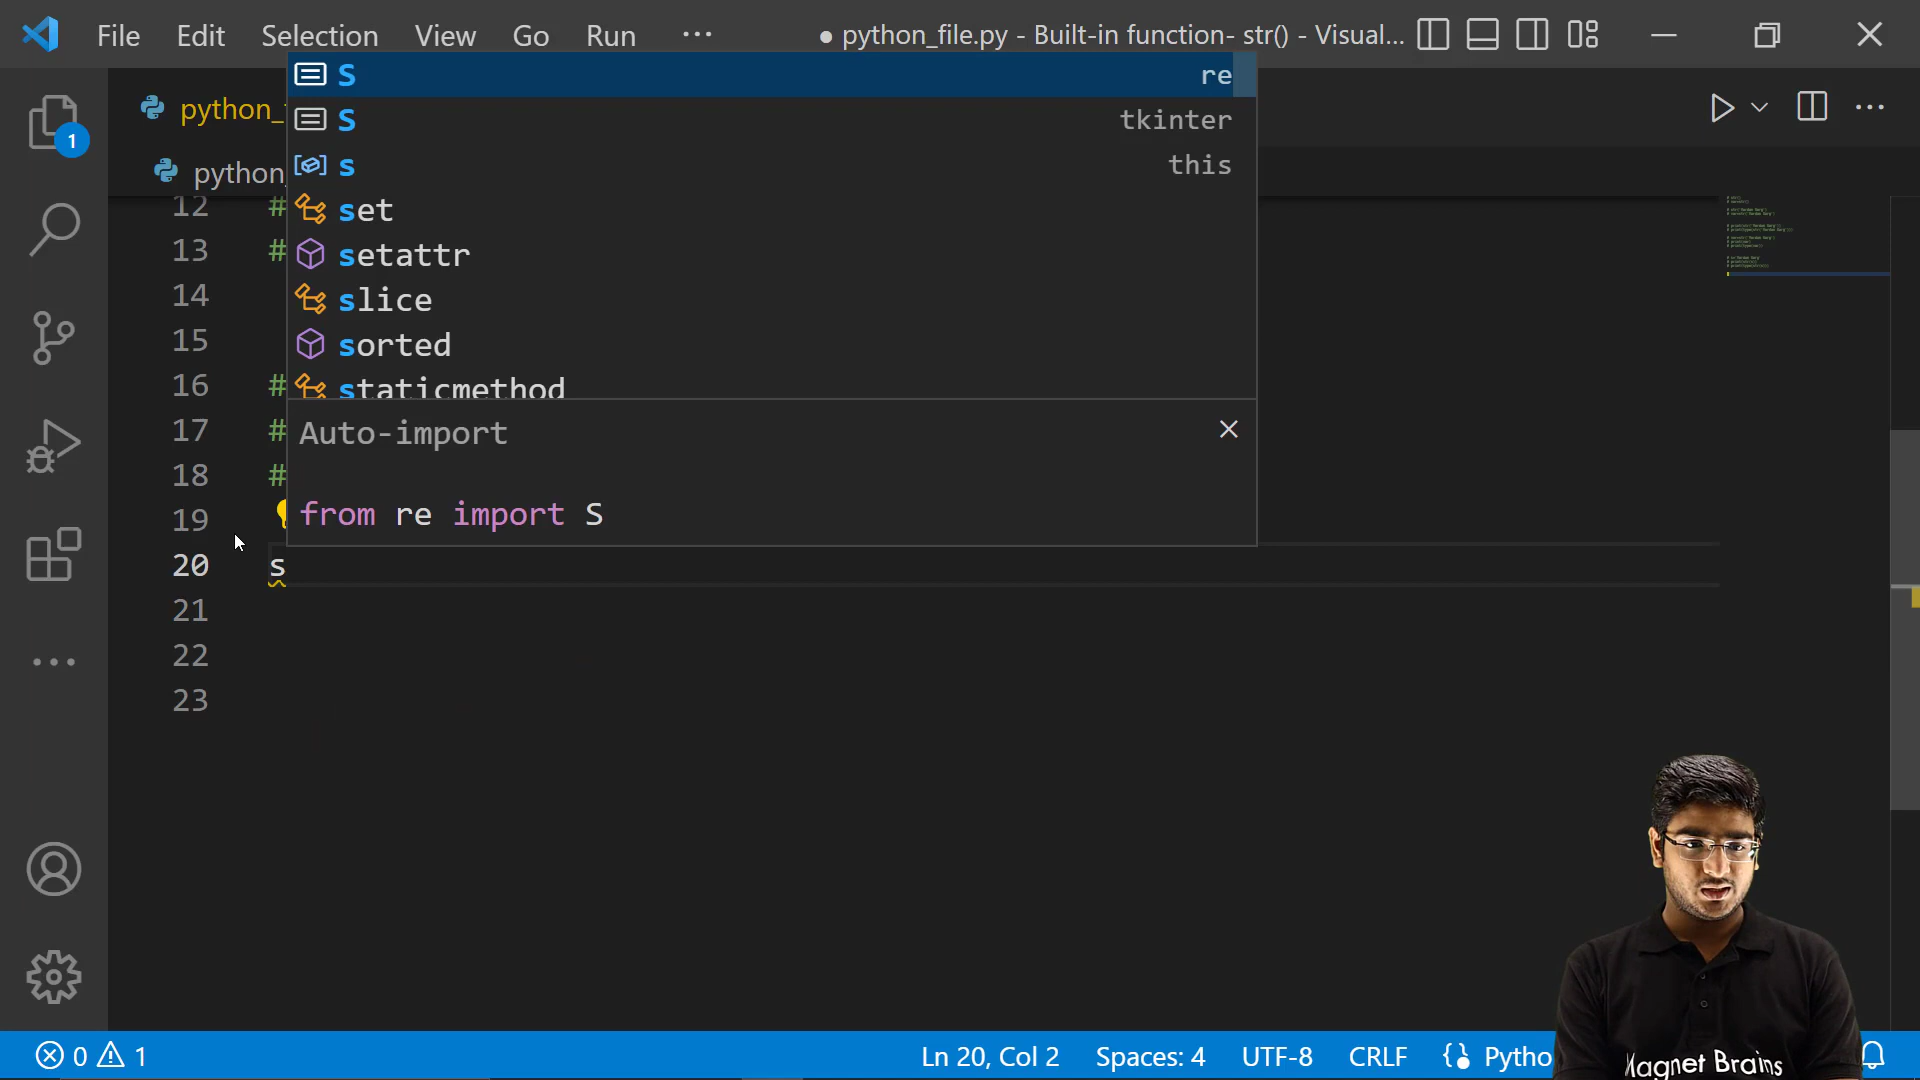 File Edit Selection View Go Run ··· ● python_file.py - Built-in function- str() - Visual...
python_
python_
S re
S tkinter
s this
set
setattr
slice
sorted
staticmethod
Auto-import
from re import S
12 #
13 #
14
15
16 #
17 #
18 #
19
20 s
21
22
23
1
0 1 Ln 20, Col 2 Spaces: 4 UTF-8 CRLF Pytho
Magnet Brains